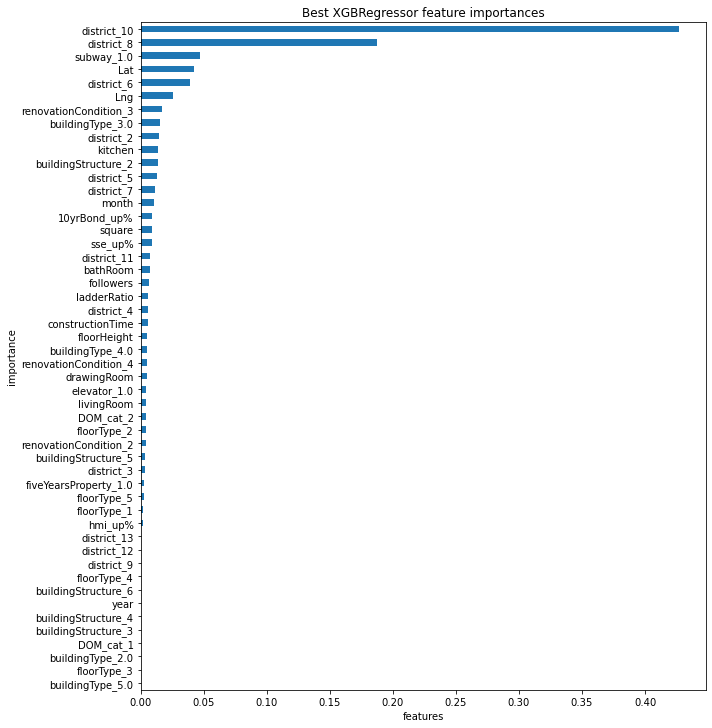 Best XGBRegressor feature importances
district_10
district_8
subway_1.0
Lat
district_6
Lng
renovationCondition_3
buildingType_3.0
district_2
kitchen
buildingStructure_2
district_5
district_7
month
10yrBond_up%
square
sse_up%
district_11
bathRoom
followers
ladderRatio
district_4
constructionTime
floorHeight
buildingType_4.0
renovationCondition_4
drawingRoom
elevator_1.0
livingRoom
DOM_cat_2
floorType_2
renovationCondition_2
buildingStructure_5
district_3
fiveYearsProperty_1.0
floorType_5
floorType_1
hmi_up%
district_13
district_12
district_9
floorType_4
buildingStructure_6
year
buildingStructure_4
buildingStructure_3
DOM_cat_1
buildingType_2.0
floorType_3
buildingType_5.0
importance
0.00 0.05 0.10 0.15 0.20 0.25 0.30 0.35 0.40
features